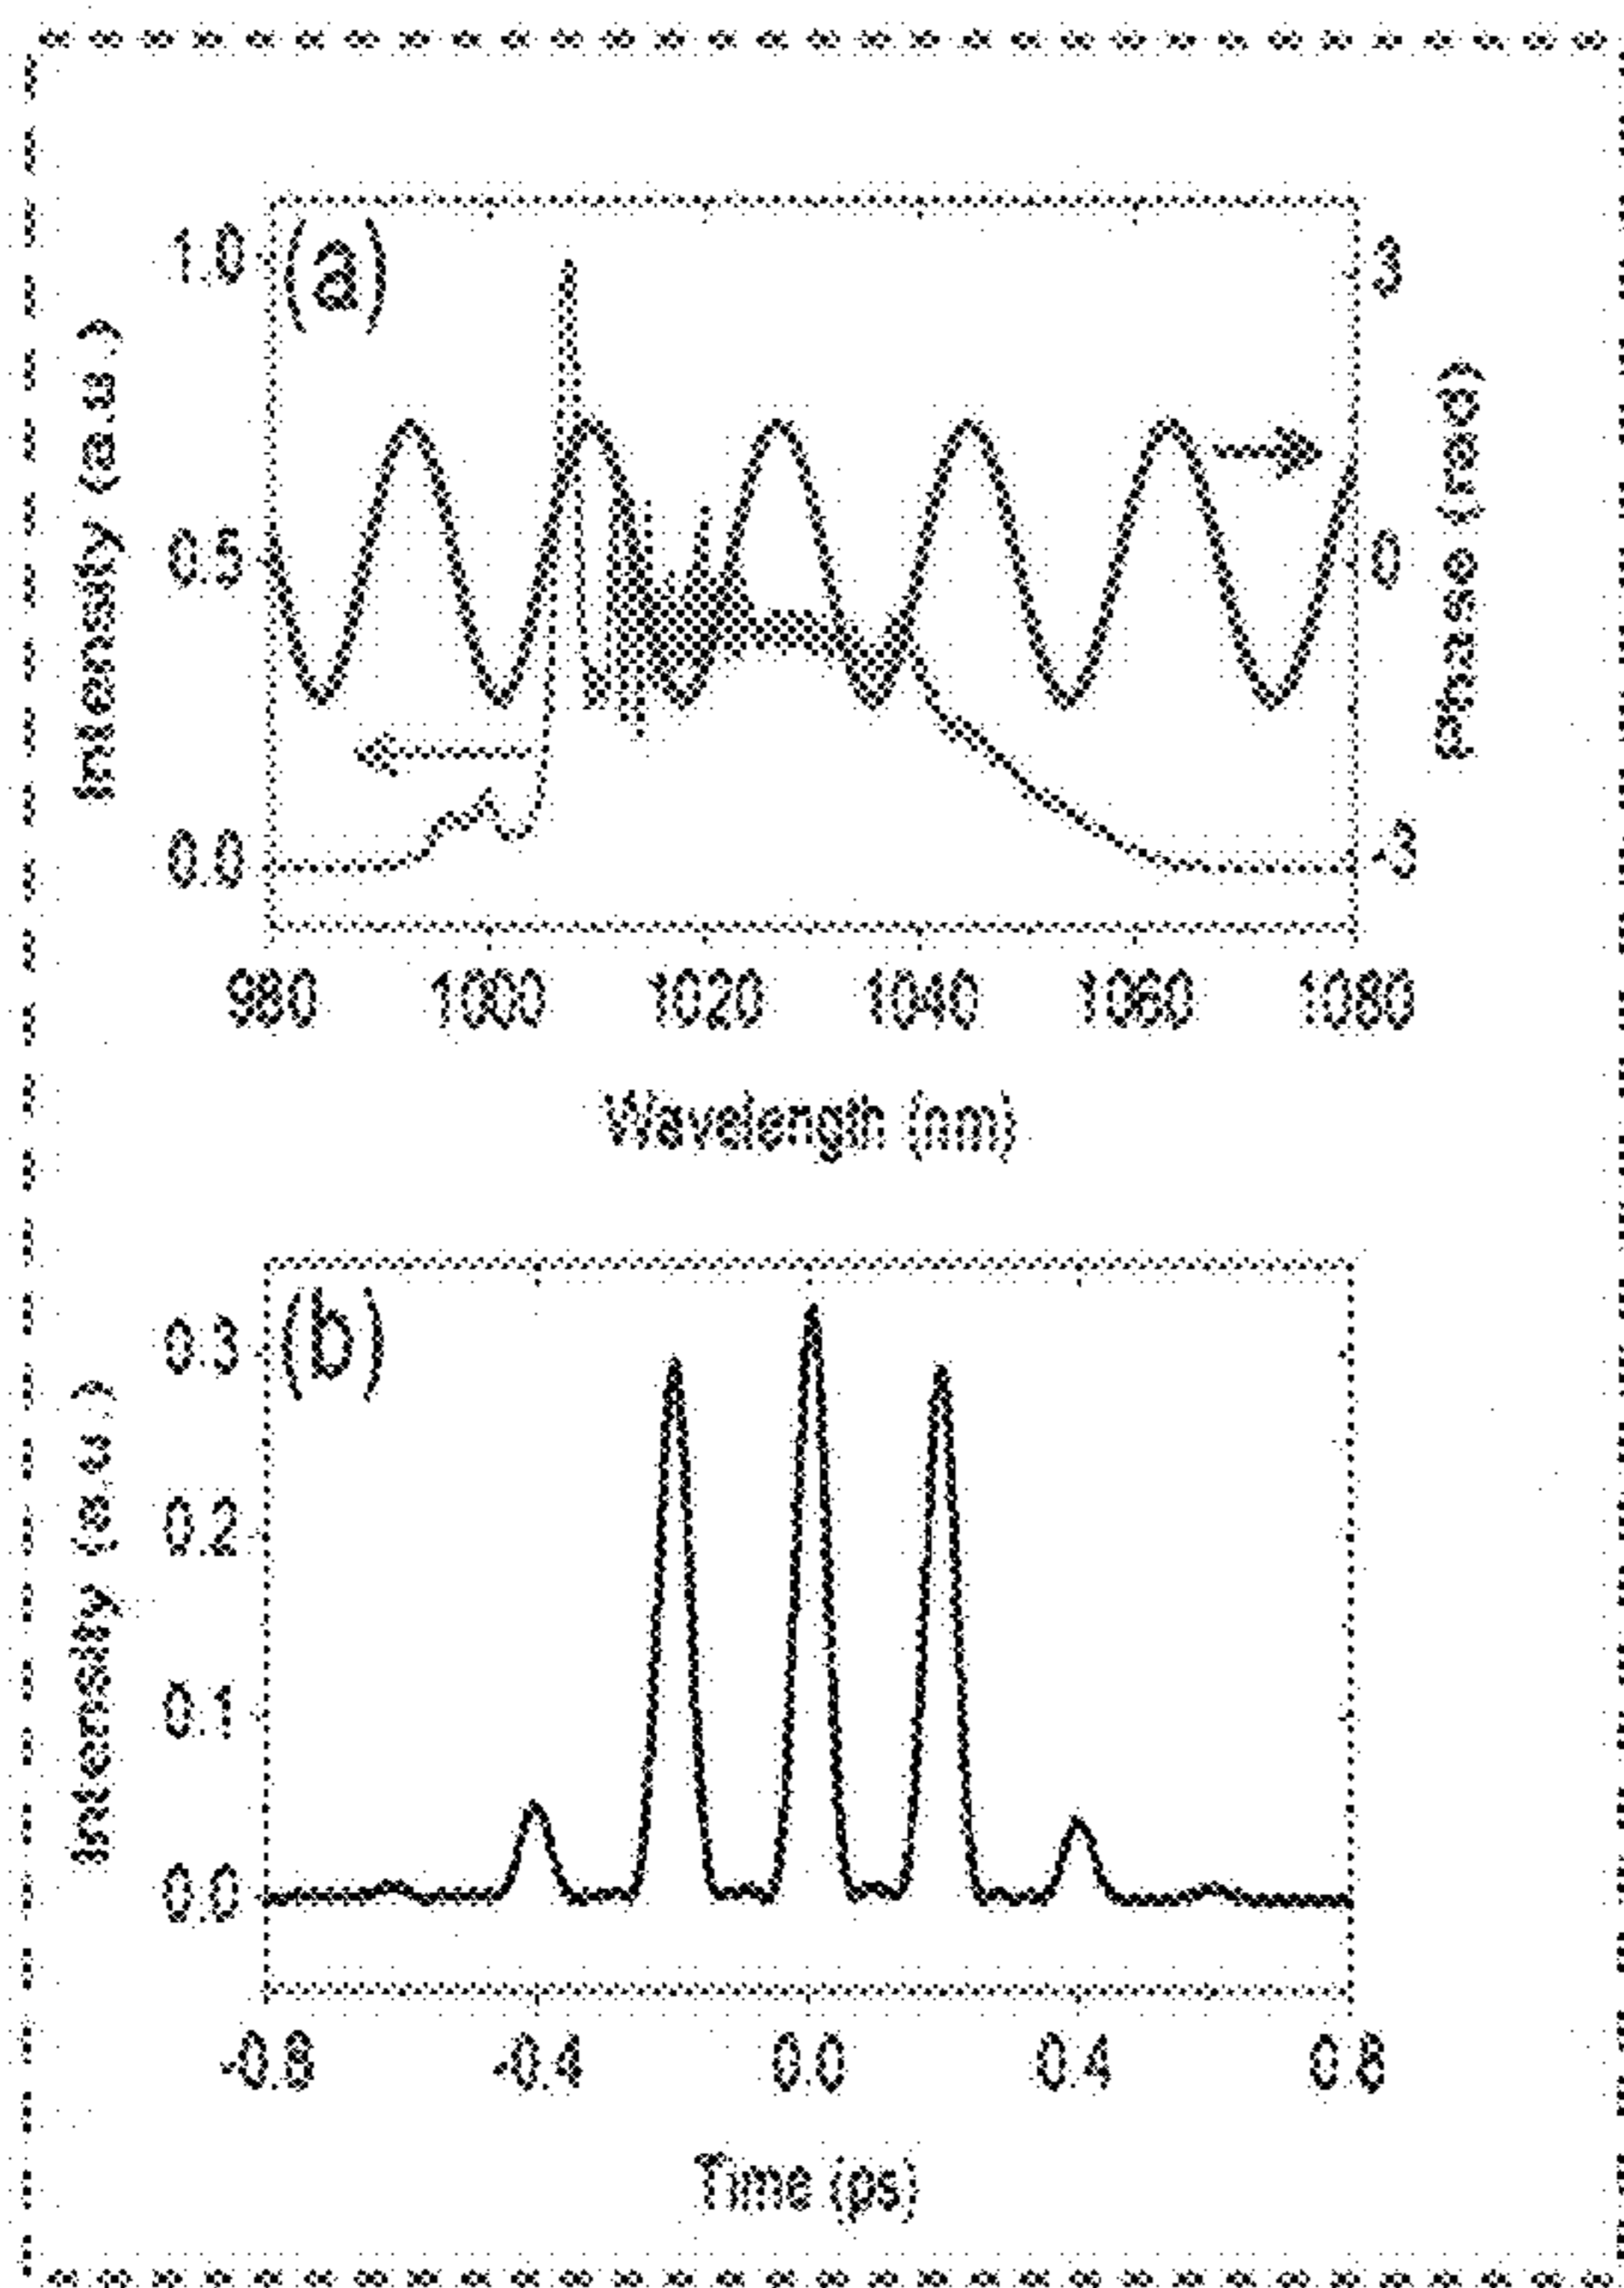 (a)
Intensity (a.u.)
1.0
0.5
0.0
Phase (rad)
3
0
-3
980 1000 1020 1040 1060 1080
Wavelength (nm)
(b)
Intensity (a.u.)
0.3
0.2
0.1
0.0
-0.8 -0.4 0.0 0.4 0.8
Time (ps)